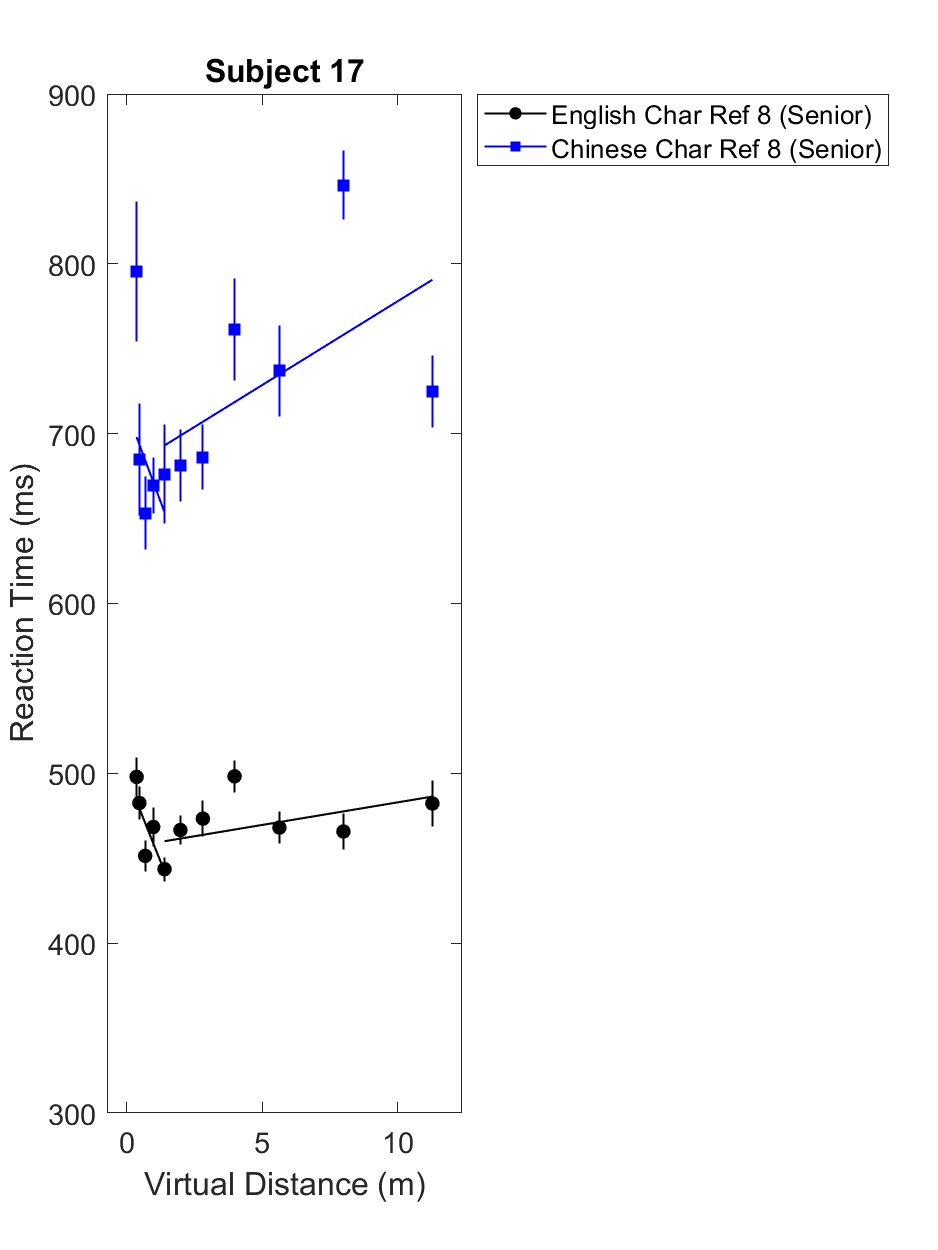 Subject 17
English Char Ref 8 (Senior)
Chinese Char Ref 8 (Senior)
900
800
700
600
500
400
300
Reaction Time (ms)
0 5 10
Virtual Distance (m)